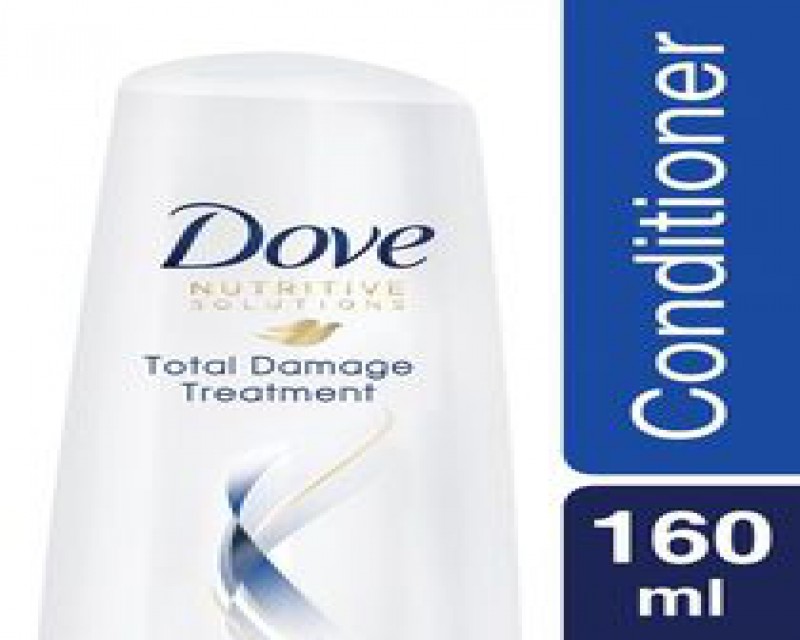 Dove
NUTRITIVE
SOLUTIONS
Total Damage
Treatment
Conditioner
160
ml